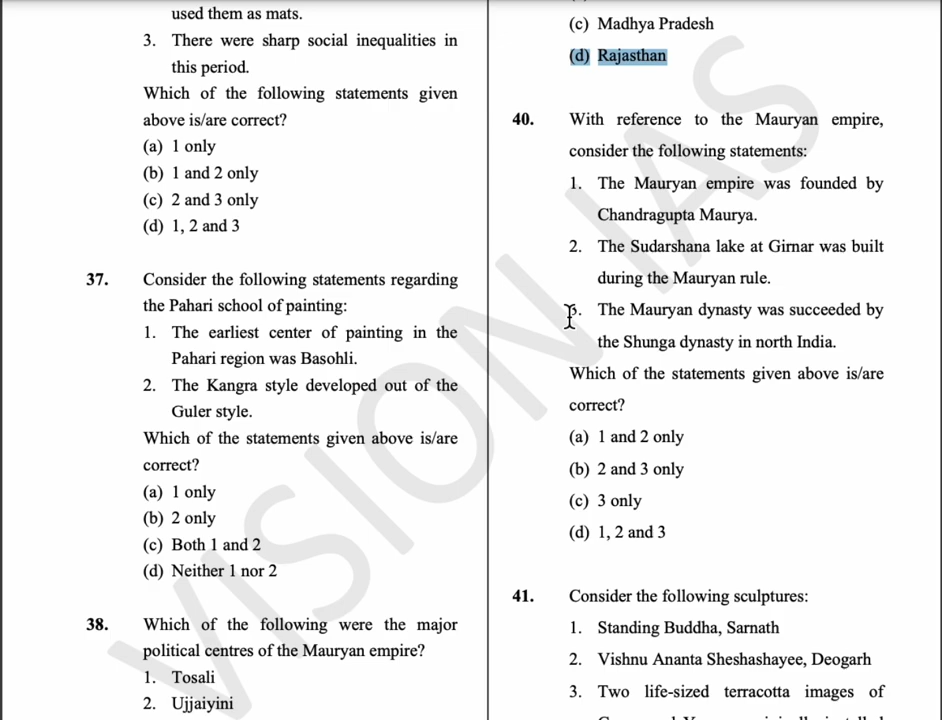 used them as mats.
3. There were sharp social inequalities in
this period.
Which of the following statements given
above is/are correct?
(a) 1 only
(b) 1 and 2 only
(c) 2 and 3 only
(d) 1, 2 and 3
37. Consider the following statements regarding
the Pahari school of painting:
1. The earliest center of painting in the
Pahari region was Basohli.
2. The Kangra style developed out of the
Guler style.
Which of the statements given above is/are
correct?
(a) 1 only
(b) 2 only
(c) Both 1 and 2
(d) Neither 1 nor 2
38. Which of the following were the major
political centres of the Mauryan empire?
1. Tosali
2. Ujjaiyini
(c) Madhya Pradesh
(d) Rajasthan
40. With reference to the Mauryan empire,
consider the following statements:
1. The Mauryan empire was founded by
Chandragupta Maurya.
2. The Sudarshana lake at Girnar was built
during the Mauryan rule.
3. The Mauryan dynasty was succeeded by
the Shunga dynasty in north India.
Which of the statements given above is/are
correct?
(a) 1 and 2 only
(b) 2 and 3 only
(c) 3 only
(d) 1, 2 and 3
41. Consider the following sculptures:
1. Standing Buddha, Sarnath
2. Vishnu Ananta Sheshashayee, Deogarh
3. Two life-sized terracotta images of
VISION IAS